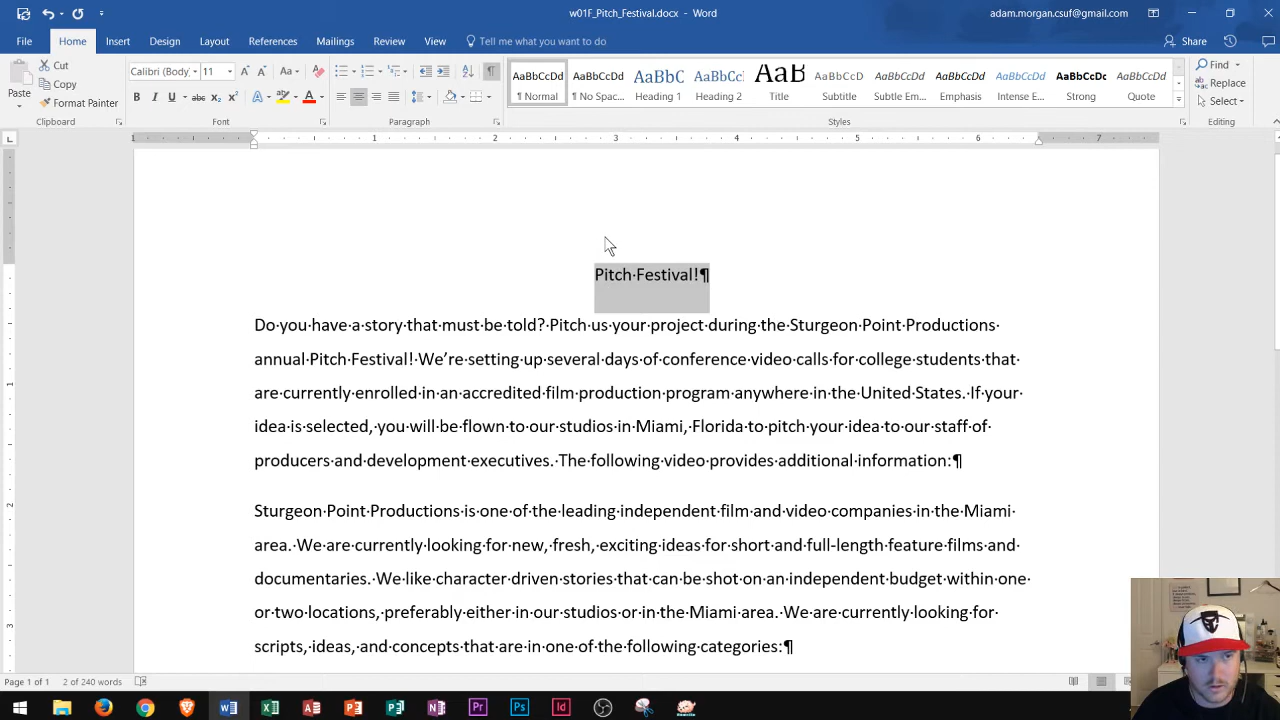 w01F_Pitch_Festival.docx - Word
adam.morgan.csuf@gmail.com
File Home Insert Design Layout References Mailings Review View Tell me what you want to do
Share
Paste
Cut
Copy
Format Painter
Clipboard
Calibri (Body) 11
Font
Paragraph
AaBbCcDd AaBbCcDd AaBbC AaBbCc AaB AaBbCcD AaBbCcDd AaBbCcDd AaBbCcDd AaBbCcDc AaBbCcDd
¶ Normal ¶ No Spac... Heading 1 Heading 2 Title Subtitle Subtle Em... Emphasis Intense E... Strong Quote
Styles
Find
Replace
Select
Editing
1 1 2 3 4 5 6 7
Pitch·Festival!¶
Do·you·have·a·story·that·must·be·told?·Pitch·us·your·project·during·the·Sturgeon·Point·Productions·
annual·Pitch·Festival!·We’re·setting·up·several·days·of·conference·video·calls·for·college·students·that·
are·currently·enrolled·in·an·accredited·film·production·program·anywhere·in·the·United·States.·If·your·
idea·is·selected,·you·will·be·flown·to·our·studios·in·Miami,·Florida·to·pitch·your·idea·to·our·staff·of·
producers·and·development·executives.·The·following·video·provides·additional·information:¶
Sturgeon·Point·Productions·is·one·of·the·leading·independent·film·and·video·companies·in·the·Miami·
area.·We·are·currently·looking·for·new,·fresh,·exciting·ideas·for·short·and·full-length·feature·films·and·
documentaries.·We·like·character·driven·stories·that·can·be·shot·on·an·independent·budget·within·one·
or·two·locations,·preferably·either·in·our·studios·or·in·the·Miami·area.·We·are·currently·looking·for·
scripts,·ideas,·and·concepts·that·are·in·one·of·the·following·categories:¶
Page 1 of 1 2 of 240 words